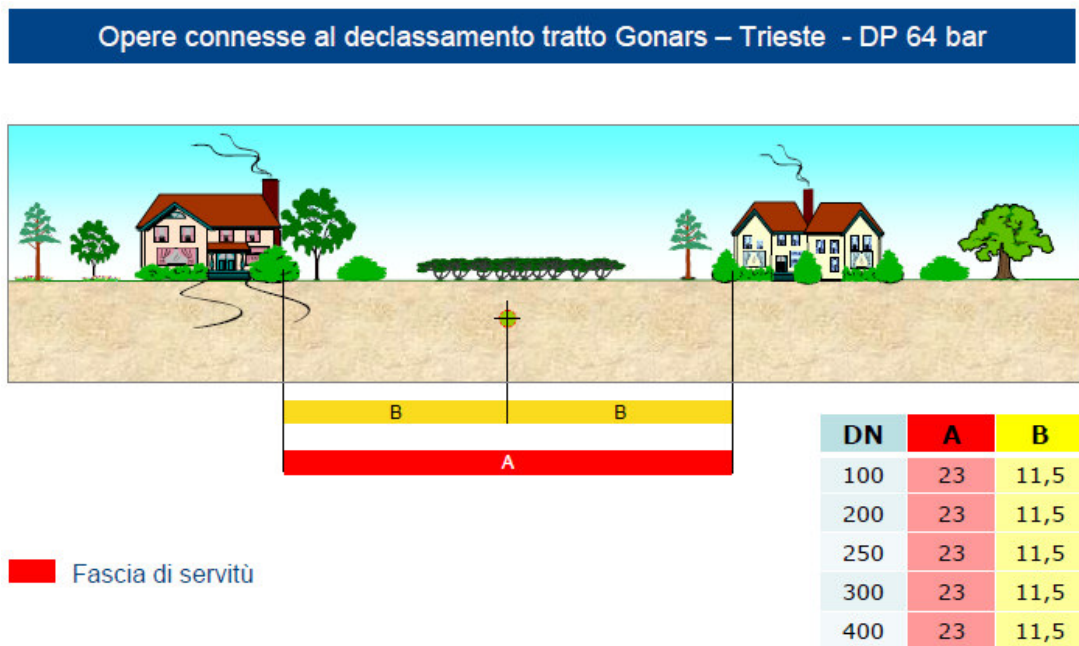 Opere connesse al declassamento tratto Gonars – Trieste - DP 64 bar
B B
A
DN A B
100 23 11,5
200 23 11,5
250 23 11,5
300 23 11,5
400 23 11,5
Fascia di servitù